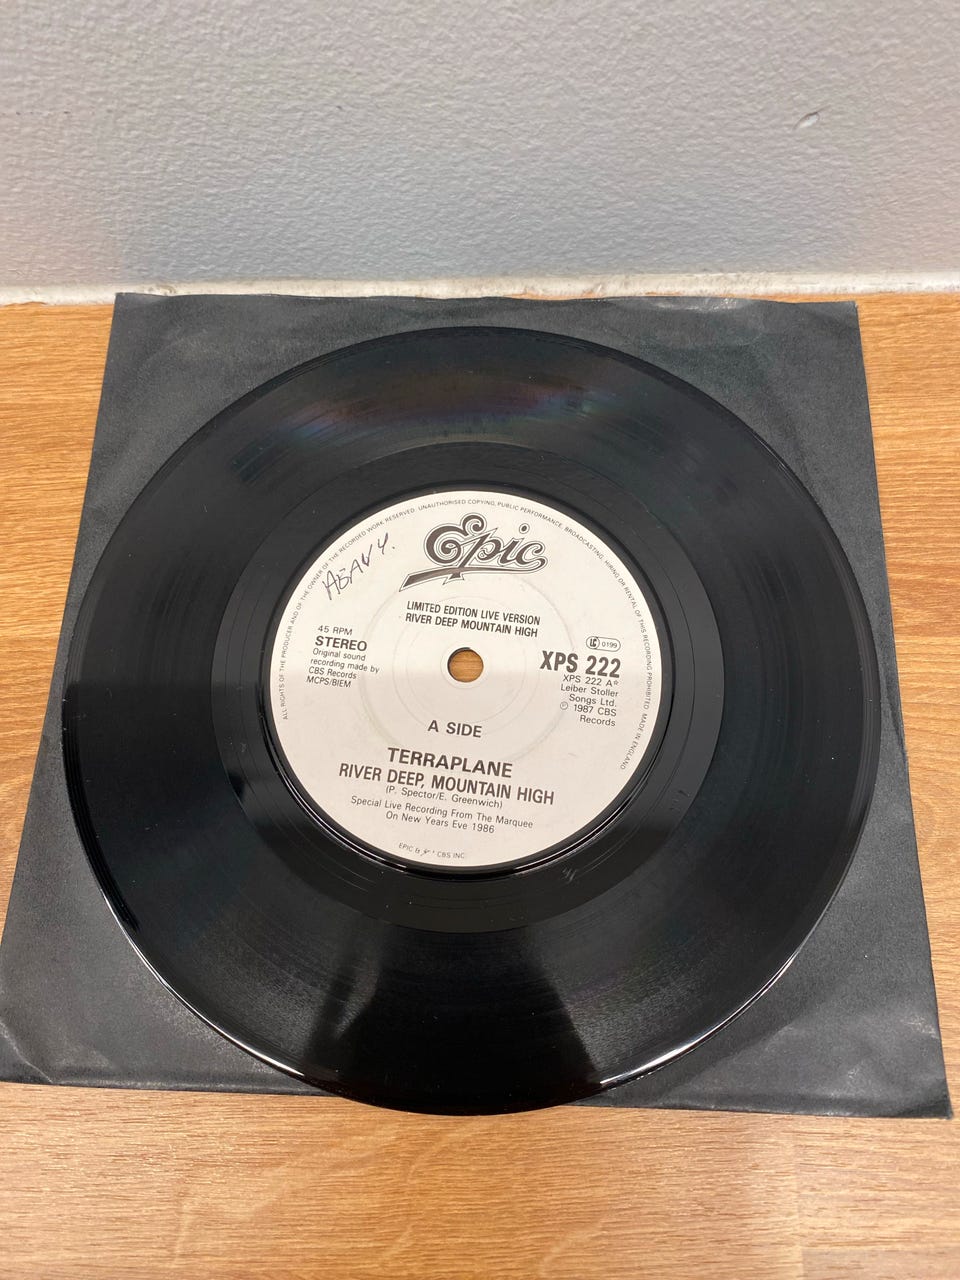 ALL RIGHTS OF THE PRODUCER AND OF THE OWNER OF THE RECORDED WORK RESERVED. UNAUTHORISED COPYING, PUBLIC PERFORMANCE, BROADCASTING, HIRING OR RENTAL OF THIS RECORDING PROHIBITED. MADE IN ENGLAND.
Epic
HEAVY.
LIMITED EDITION LIVE VERSION
RIVER DEEP MOUNTAIN HIGH
45 RPM
STEREO
Original sound
recording made by
CBS Records
MCPS/BIEM
LC 0199
XPS 222
XPS 222 A☆
Leiber Stoller
Songs Ltd.
℗ 1987 CBS
Records
A SIDE
TERRAPLANE
RIVER DEEP, MOUNTAIN HIGH
(P. Spector/E. Greenwich)
Special Live Recording From The Marquee
On New Years Eve 1986
EPIC & CBS INC